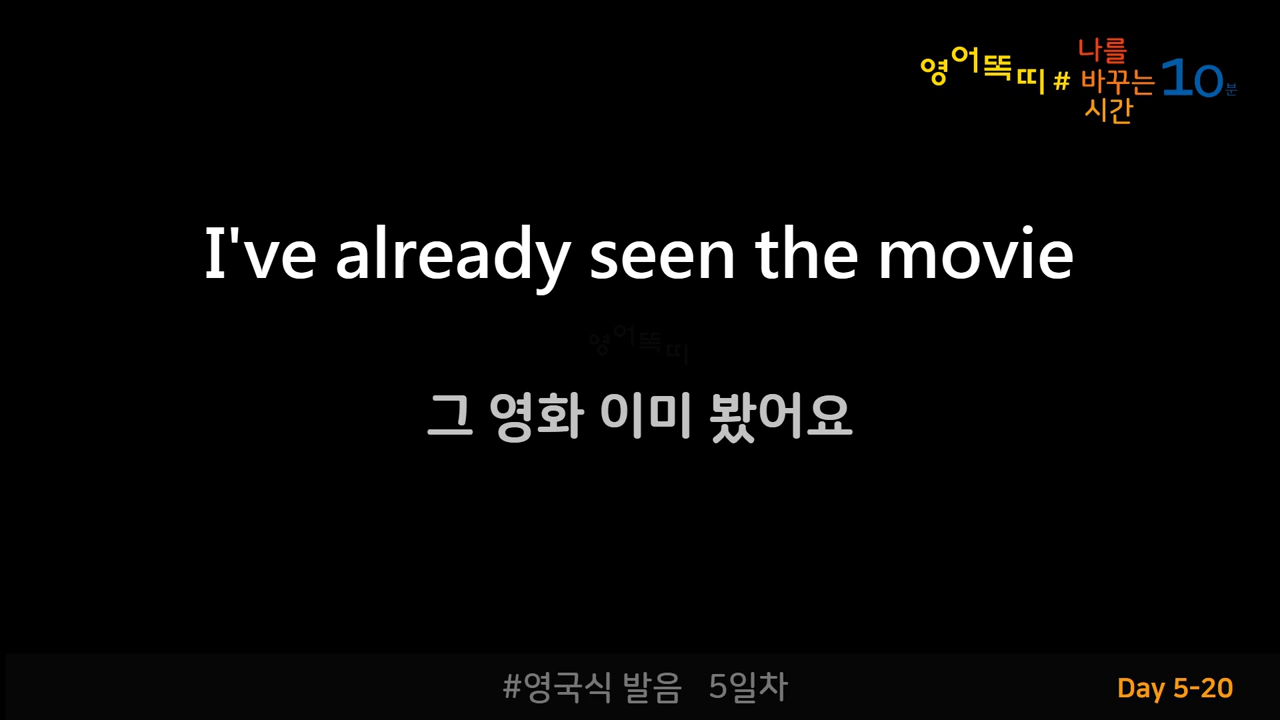 영어똑띠 # 나를 바꾸는 시간 10분
I've already seen the movie
영어똑띠
그 영화 이미 봤어요
#영국식 발음 5일차
Day 5-20